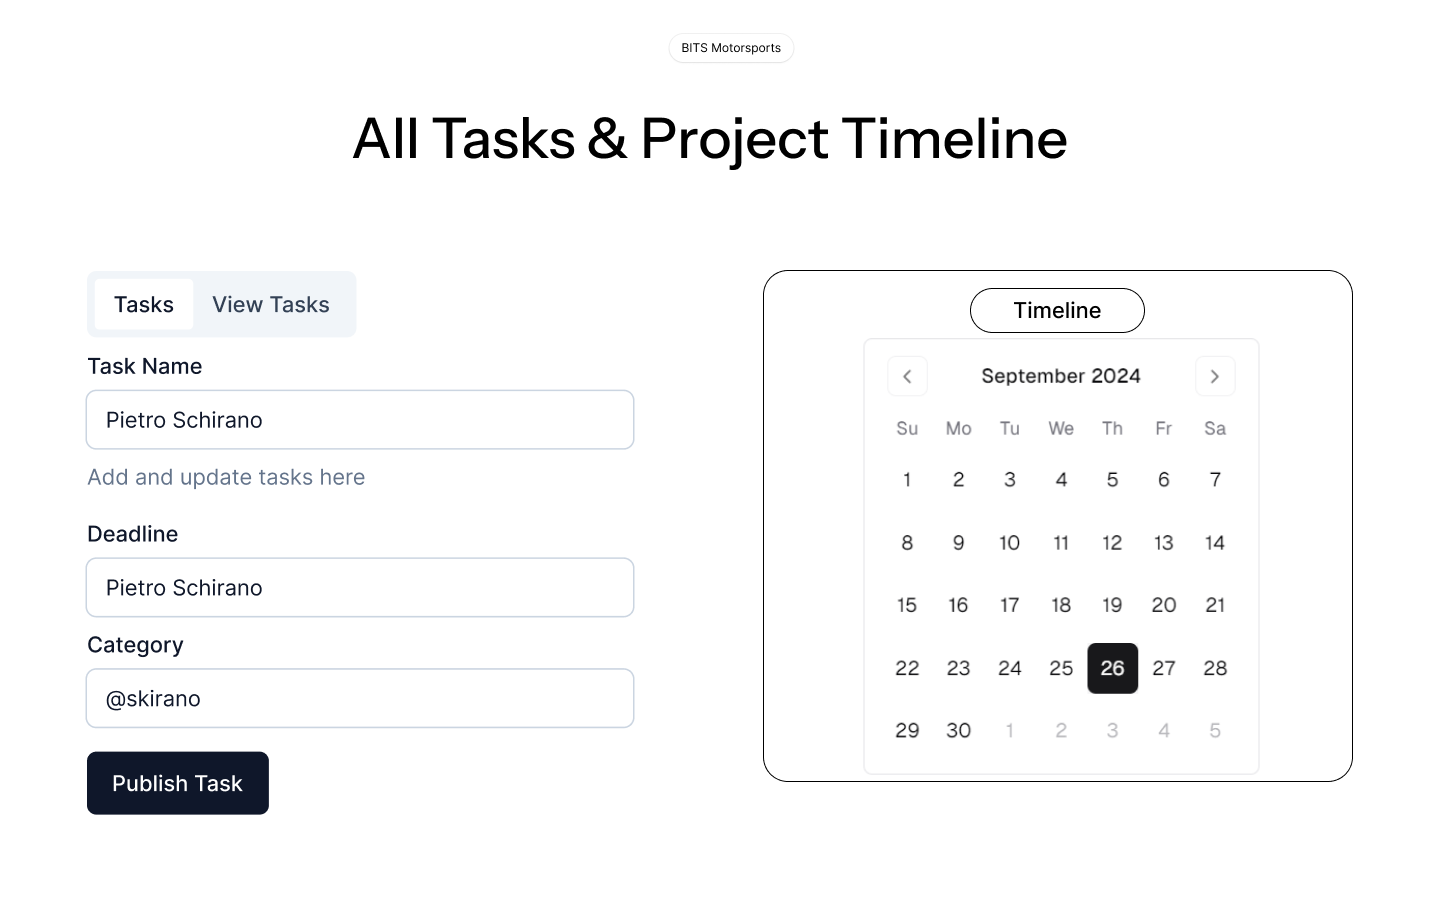 BITS Motorsports
All Tasks & Project Timeline
Tasks View Tasks
Task Name
Pietro Schirano
Add and update tasks here
Deadline
Pietro Schirano
Category
@skirano
Publish Task
Timeline
September 2024
Su Mo Tu We Th Fr Sa
1 2 3 4 5 6 7
8 9 10 11 12 13 14
15 16 17 18 19 20 21
22 23 24 25 26 27 28
29 30 1 2 3 4 5